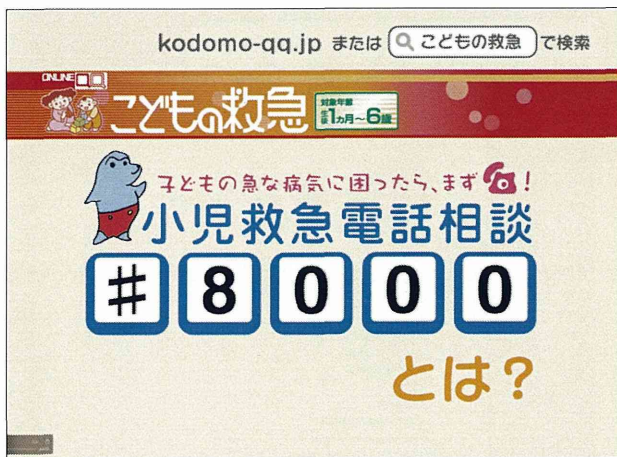 kodomo-qq.jp または こどもの救急 で検索
ONLINE QQ
こどもの救急 対象年齢 生後1ヵ月～6歳
子どもの急な病気に困ったら、まず ！
小児救急電話相談
#8000
とは？